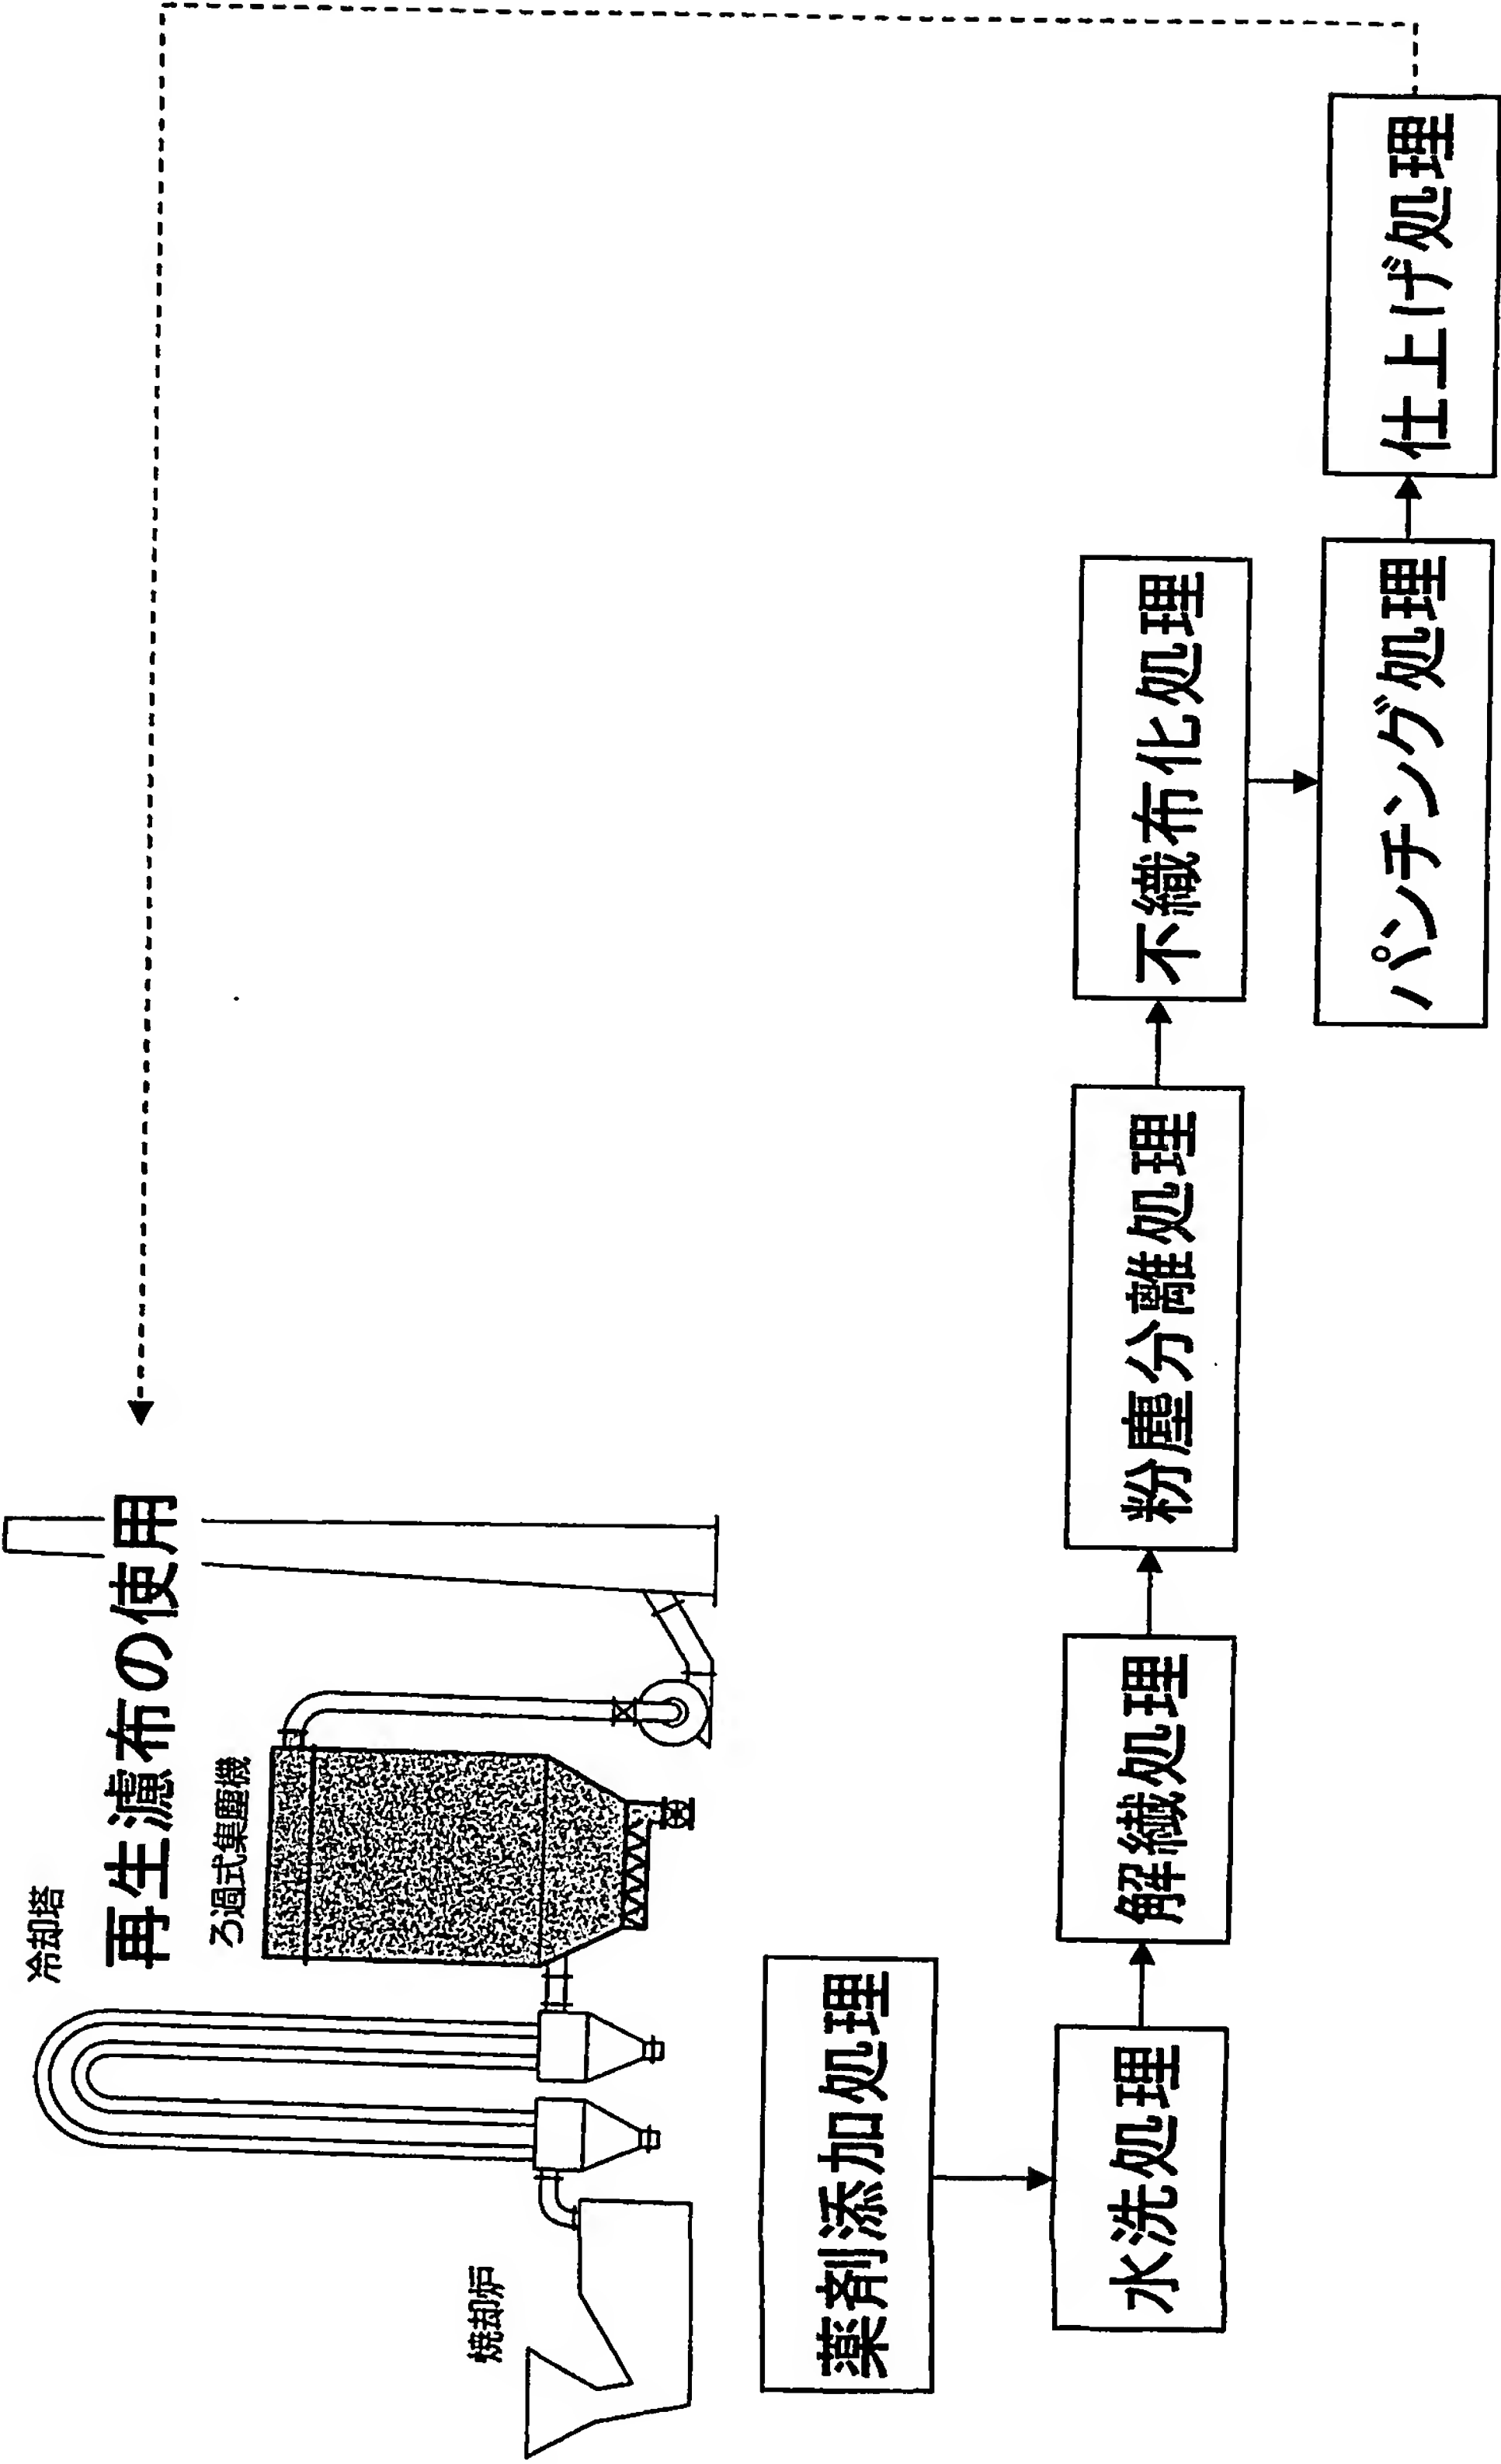 冷却塔
再生濾布の使用
ろ過式集塵機
焼却炉
薬剤添加処理
水洗処理
解繊処理
粉塵分離処理
不織布化処理
パンチング処理
仕上げ処理